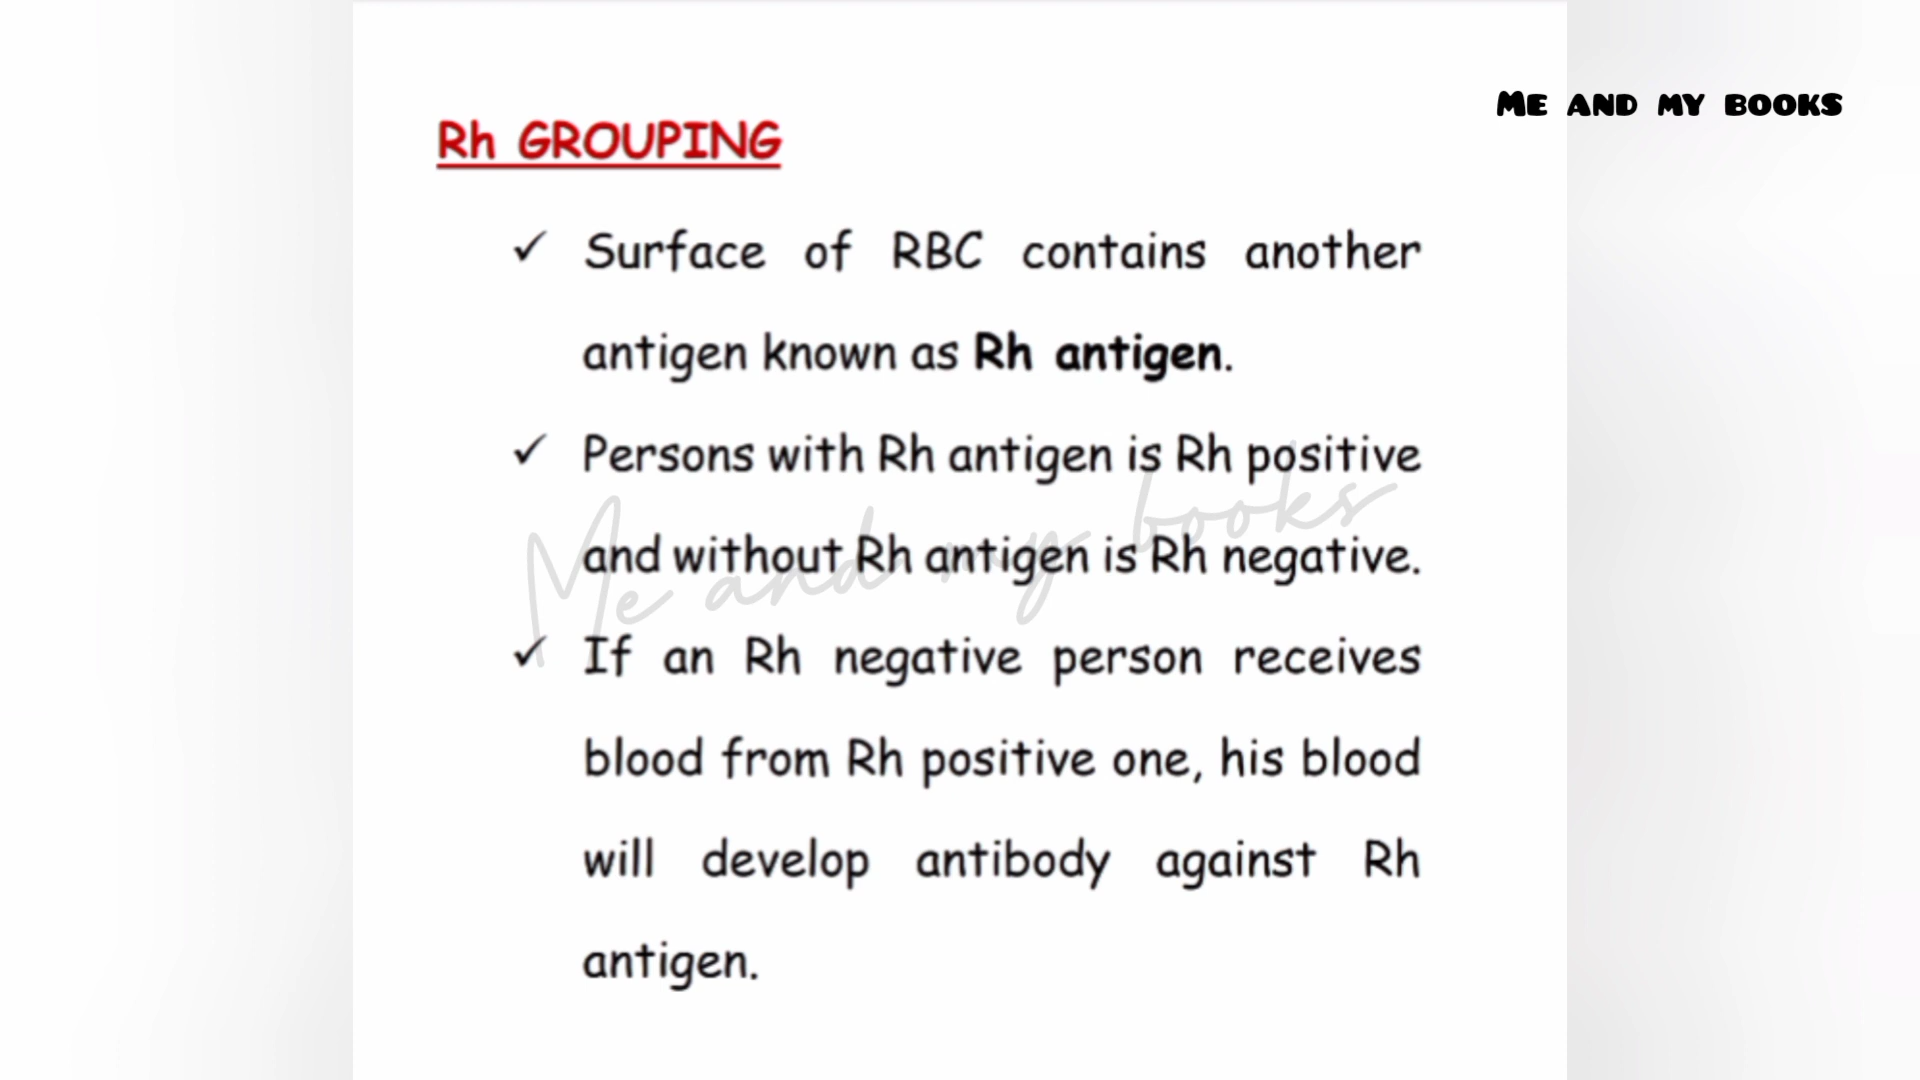 ME AND MY BOOKS
Rh GROUPING
✓ Surface of RBC contains another
antigen known as Rh antigen.
✓ Persons with Rh antigen is Rh positive
and without Rh antigen is Rh negative.
Me and my books
✓ If an Rh negative person receives
blood from Rh positive one, his blood
will develop antibody against Rh
antigen.